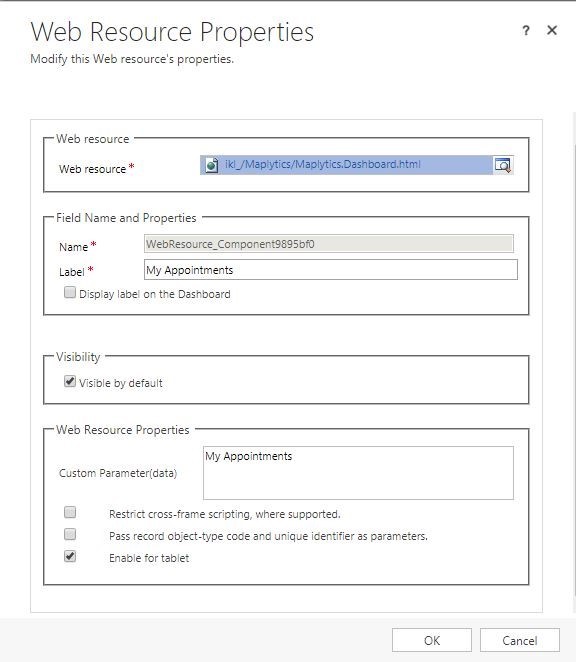 Web Resource Properties
? ×
Modify this Web resource's properties.
Web resource
Web resource *
ikl_/Maplytics/Maplytics.Dashboard.html
Field Name and Properties
Name *
WebResource_Component9895bf0
Label *
My Appointments
Display label on the Dashboard
Visibility
Visible by default
Web Resource Properties
My Appointments
Custom Parameter(data)
Restrict cross-frame scripting, where supported.
Pass record object-type code and unique identifier as parameters.
Enable for tablet
OK
Cancel